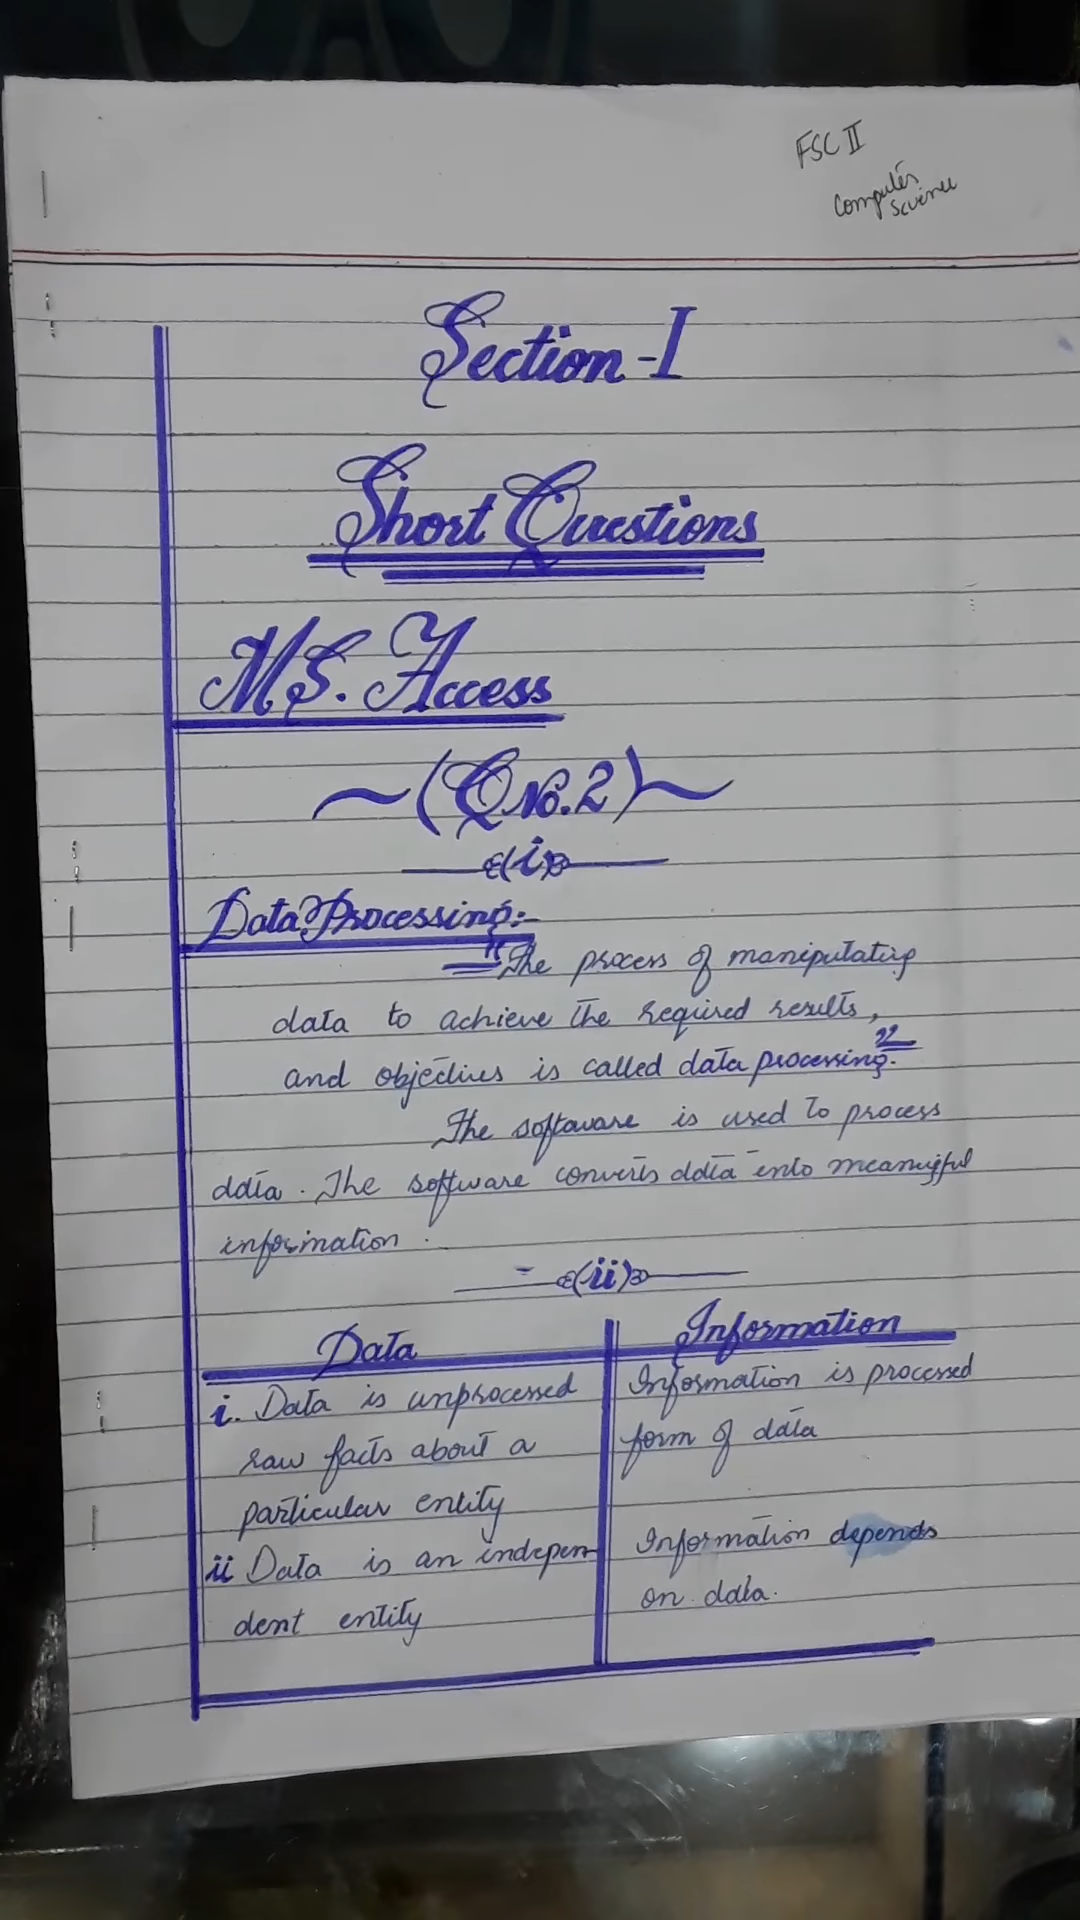 FSC II
Computer
Science
Section-I
Short Questions
M.S. Access
~(Q No.2)~
(i)
Data Processing:-
"The process of manipulating
data to achieve the required results,
and objectives is called data processing."
The software is used to process
data. The software converts data into meaningful
information.
(ii)
Data | Information
i. Data is unprocessed | Information is processed
raw facts about a | form of data
particular entity
ii Data is an indepen- | Information depends
dent entity | on data.